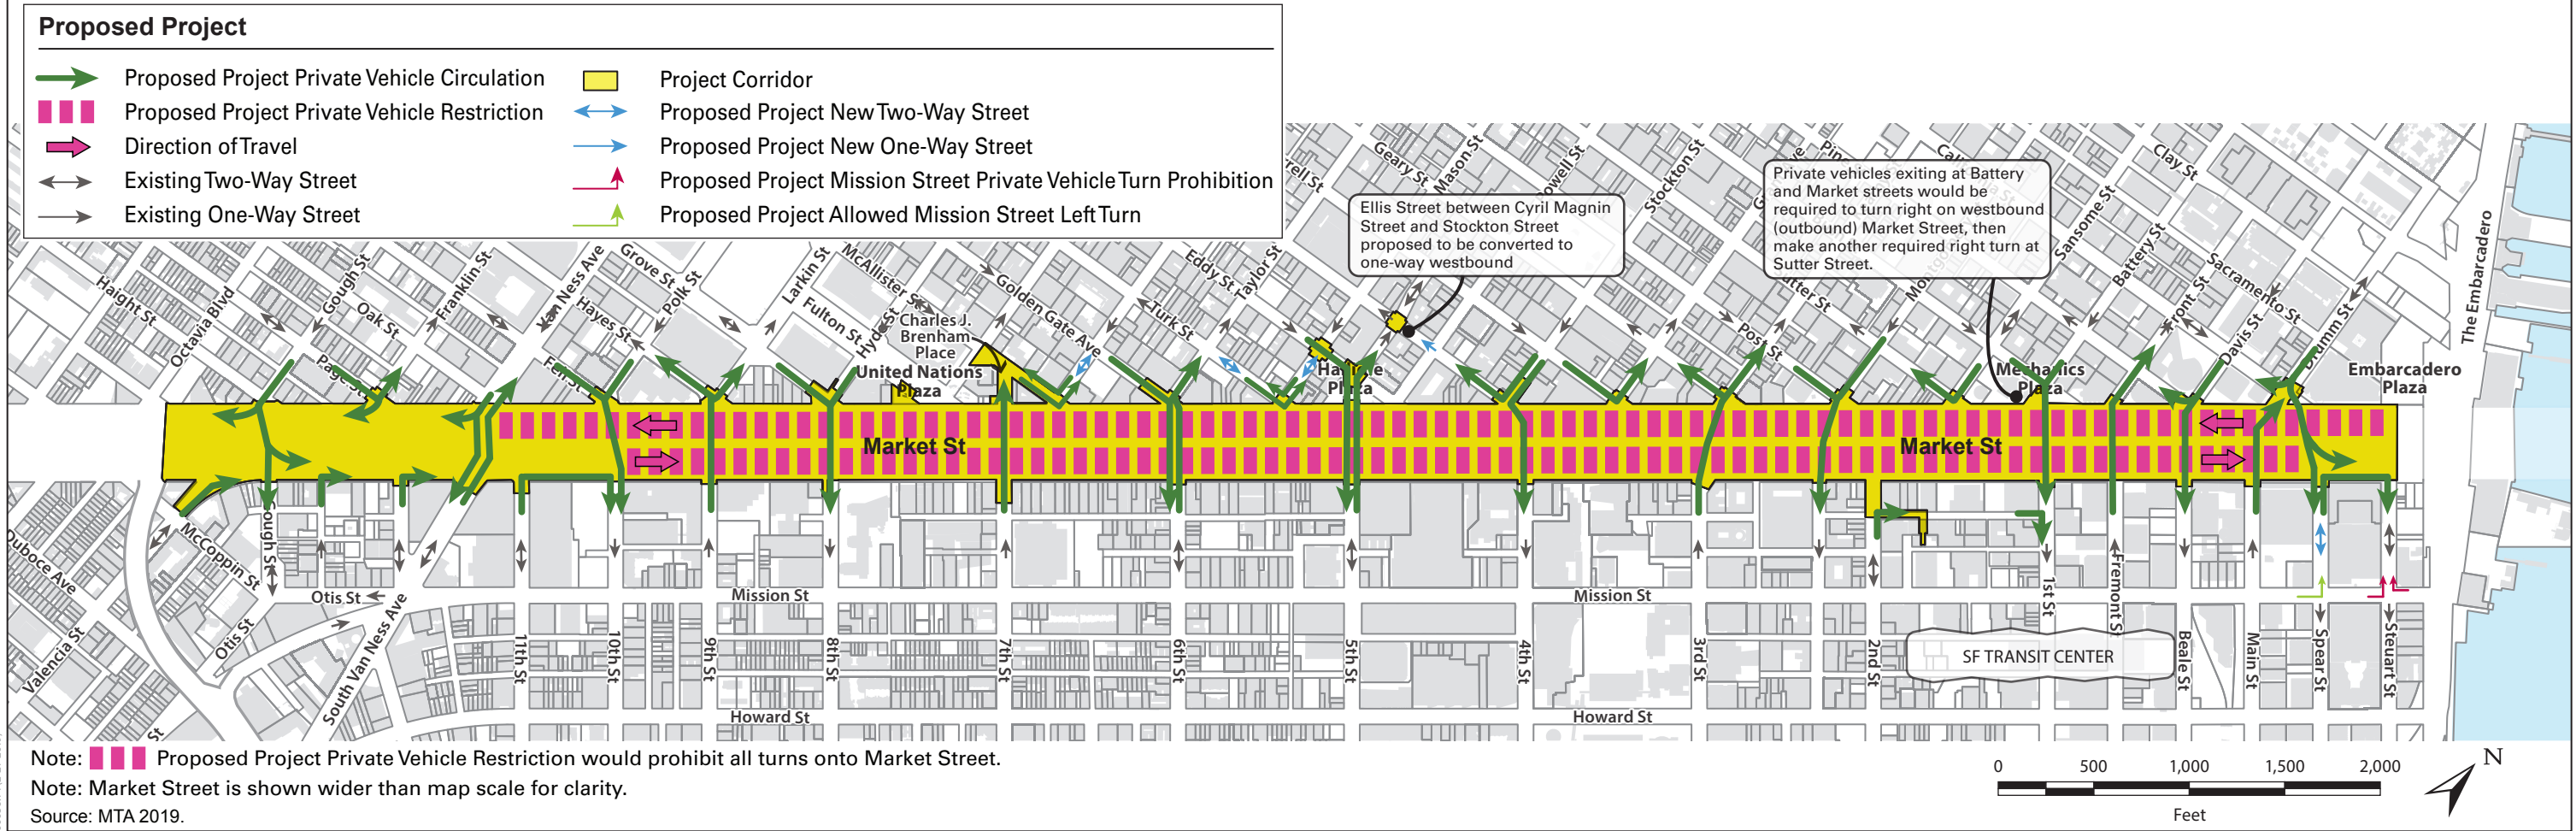 Proposed Project
Proposed Project Private Vehicle Circulation
Proposed Project Private Vehicle Restriction
Direction of Travel
Existing Two-Way Street
Existing One-Way Street
Project Corridor
Proposed Project New Two-Way Street
Proposed Project New One-Way Street
Proposed Project Mission Street Private Vehicle Turn Prohibition
Proposed Project Allowed Mission Street Left Turn
Ellis Street between Cyril Magnin
Street and Stockton Street
proposed to be converted to
one-way westbound
Private vehicles exiting at Battery
and Market streets would be
required to turn right on westbound
(outbound) Market Street, then
make another required right turn at
Sutter Street.
Geary St
Mason St
Stockton St
Clay St
Sansome St
Battery St
Sacramento St
Front St
Davis St
Drumm St
The Embarcadero
Embarcadero
Plaza
Haight St
Octavia Blvd
Gough St
Oak St
Page St
Franklin St
Van Ness Ave
Hayes St
Fell St
Grove St
Polk St
Larkin St
Fulton St
McAllister St
Hyde St
Charles J.
Brenham
Place
United Nations
Plaza
Golden Gate Ave
Turk St
Eddy St
Taylor St
Plaza
Post St
Mechanics
Plaza
Market St
Market St
Duboce Ave
Valencia St
McCoppin St
Gough St
Otis St
Otis St
South Van Ness Ave
11th St
10th St
9th St
8th St
7th St
6th St
5th St
4th St
3rd St
2nd St
1st St
Fremont St
Beale St
Main St
Spear St
Steuart St
Mission St
Mission St
Howard St
Howard St
St
SF TRANSIT CENTER
Note: Proposed Project Private Vehicle Restriction would prohibit all turns onto Market Street.
Note: Market Street is shown wider than map scale for clarity.
Source: MTA 2019.
0 500 1,000 1,500 2,000
Feet
N